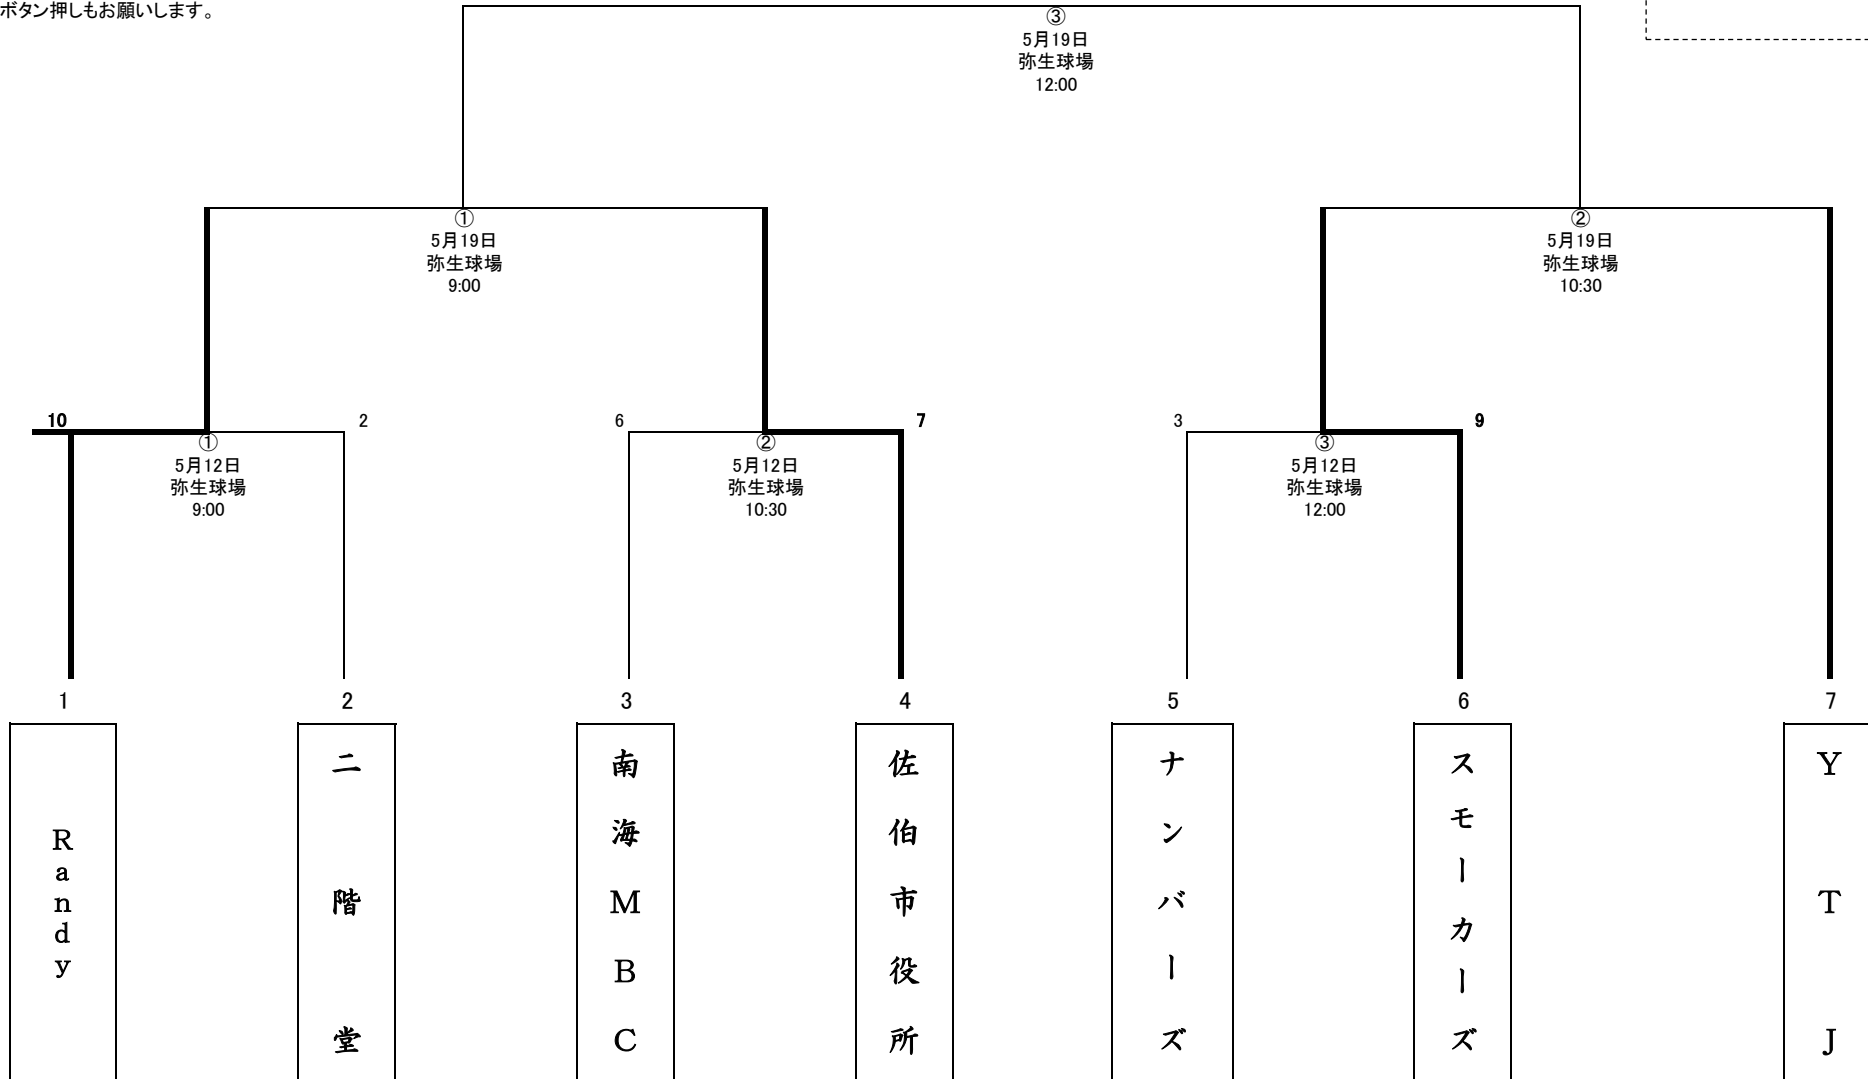 ボタン押しもお願いします。
③
5月19日
弥生球場
12:00
①
5月19日
弥生球場
9:00
②
5月19日
弥生球場
10:30
10
2
6
7
3
9
①
5月12日
弥生球場
9:00
②
5月12日
弥生球場
10:30
③
5月12日
弥生球場
12:00
1
2
3
4
5
6
7
Randy
二階堂
南海MBC
佐伯市役所
ナンバーズ
スモーカーズ
YTJ